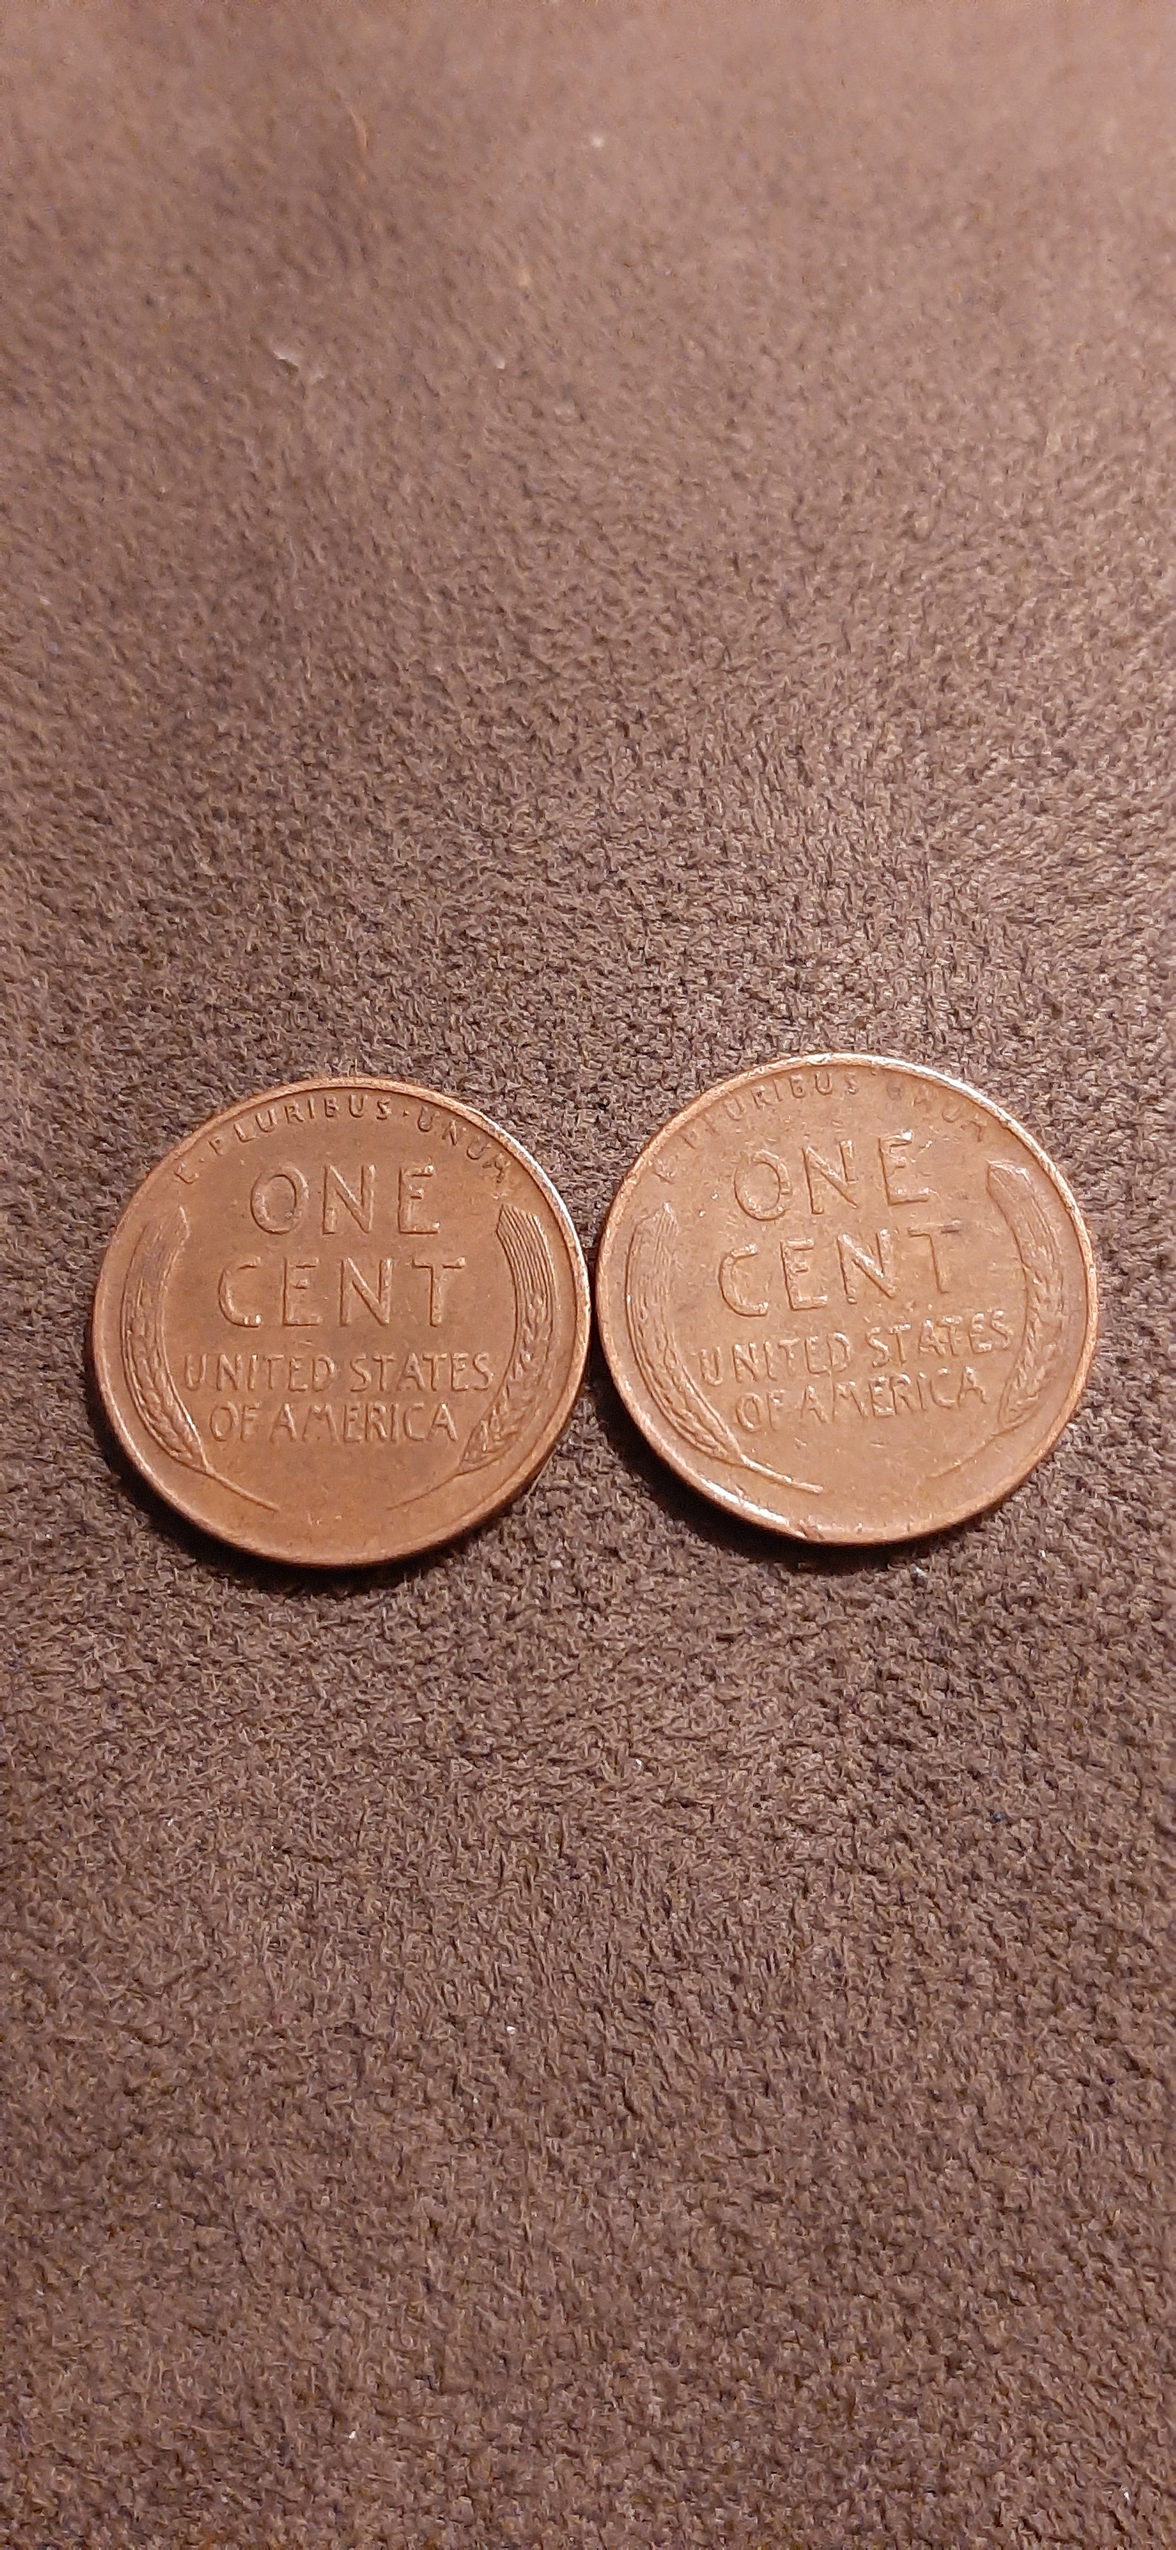 E·PLURIBUS·UNUM
ONE
CENT
UNITED STATES
OF AMERICA
E PLURIBUS UNUM
ONE
CENT
UNITED STATES
OF AMERICA